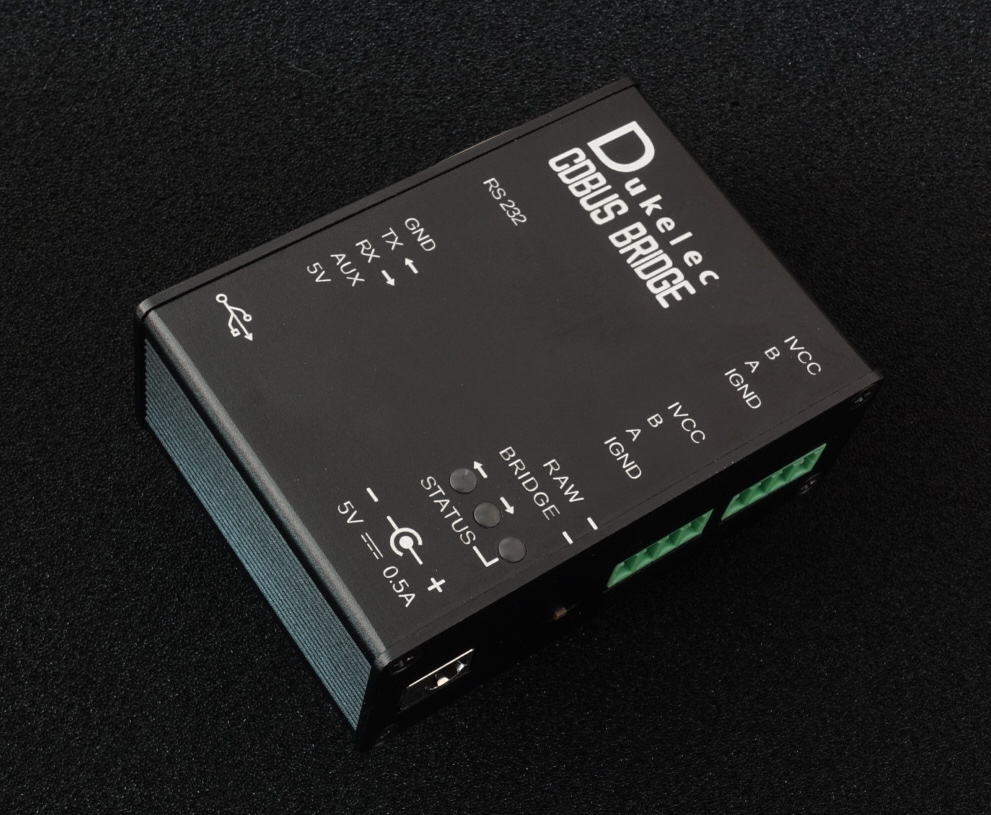 Dukelec
CDBUS BRIDGE
RS 232
GND
TX
RX
AUX
5V
IVCC
B
A
IGND
IVCC
B
A
IGND
RAW
BRIDGE
STATUS
5V ⎓ 0.5A
- +